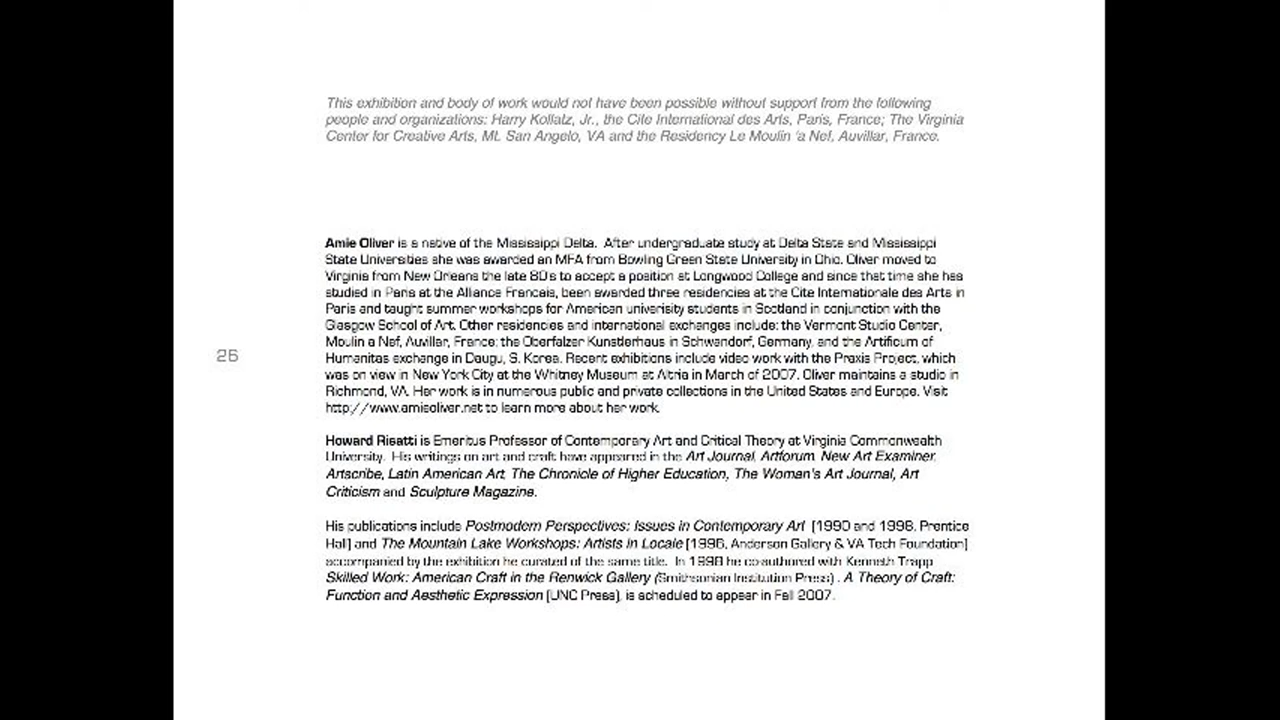 This exhibition and body of work would not have been possible without support from the following
people and organizations: Harry Kollatz, Jr., the Cite International des Arts, Paris, France; The Virginia
Center for Creative Arts, Mt. San Angelo, VA and the Residency Le Moulin 'a Nef, Auvillar, France.
Amie Oliver is a native of the Mississippi Delta. After undergraduate study at Delta State and Mississippi
State Universities she was awarded an MFA from Bowling Green State University in Ohio. Oliver moved to
Virginia from New Orleans the late 80's to accept a position at Longwood College and since that time she has
studied in Paris at the Alliance Francais, been awarded three residencies at the Cite Internationale des Arts in
Paris and taught summer workshops for American univirisity students in Scotland in conjunction with the
Glasgow School of Art. Other residencies and international exchanges include: the Vermont Studio Center,
Moulin a Nef, Auvillar, France; the Oberfalzer Kunstlerhaus in Schwandorf, Germany, and the Artificum of
26
Humanitas exchange in Daugu, S. Korea. Recent exhibitions include video work with the Praxis Project, which
was on view in New York City at the Whitney Museum at Altria in March of 2007. Oliver maintains a studio in
Richmond, VA. Her work is in numerous public and private collections in the United States and Europe. Visit
http://www.amieoliver.net to learn more about her work.
Howard Risatti is Emeritus Professor of Contemporary Art and Critical Theory at Virginia Commonwealth
University. His writings on art and craft have appeared in the Art Journal, Artforum, New Art Examiner,
Artscribe, Latin American Art, The Chronicle of Higher Education, The Woman's Art Journal, Art
Criticism and Sculpture Magazine.
His publications include Postmodern Perspectives: Issues in Contemporary Art [1990 and 1998, Prentice
Hall] and The Mountain Lake Workshops: Artists in Locale [1996, Anderson Gallery & VA Tech Foundation]
accompanied by the exhibition he curated of the same title. In 1998 he co-authored with Kenneth Trapp
Skilled Work: American Craft in the Renwick Gallery (Smithsonian Institution Press). A Theory of Craft:
Function and Aesthetic Expression [UNC Press], is scheduled to appear in Fall 2007.